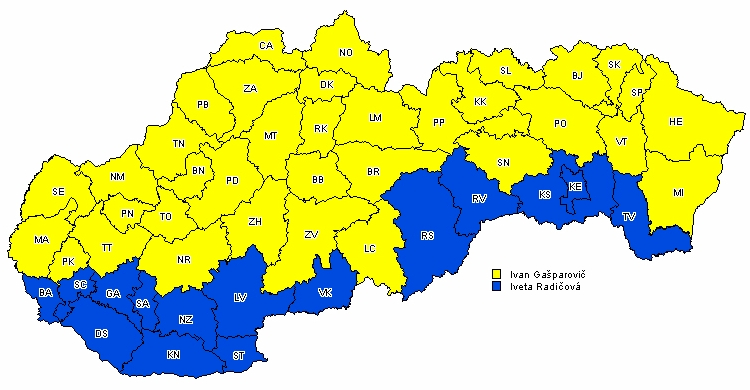 CA
NO
SL
SK
BJ
SP
DK
ZA
KK
PB
LM
PP
PO
HE
RK
MT
VT
TN
SN
BN
BR
NM
PD
BB
SE
MI
KS
KE
RV
PN
TO
TV
ZH
ZV
RS
MA
TT
LC
PK
NR
Ivan Gašparovič
Iveta Radičová
SC
BA
GA
SA
LV
VK
NZ
DS
KN
ST